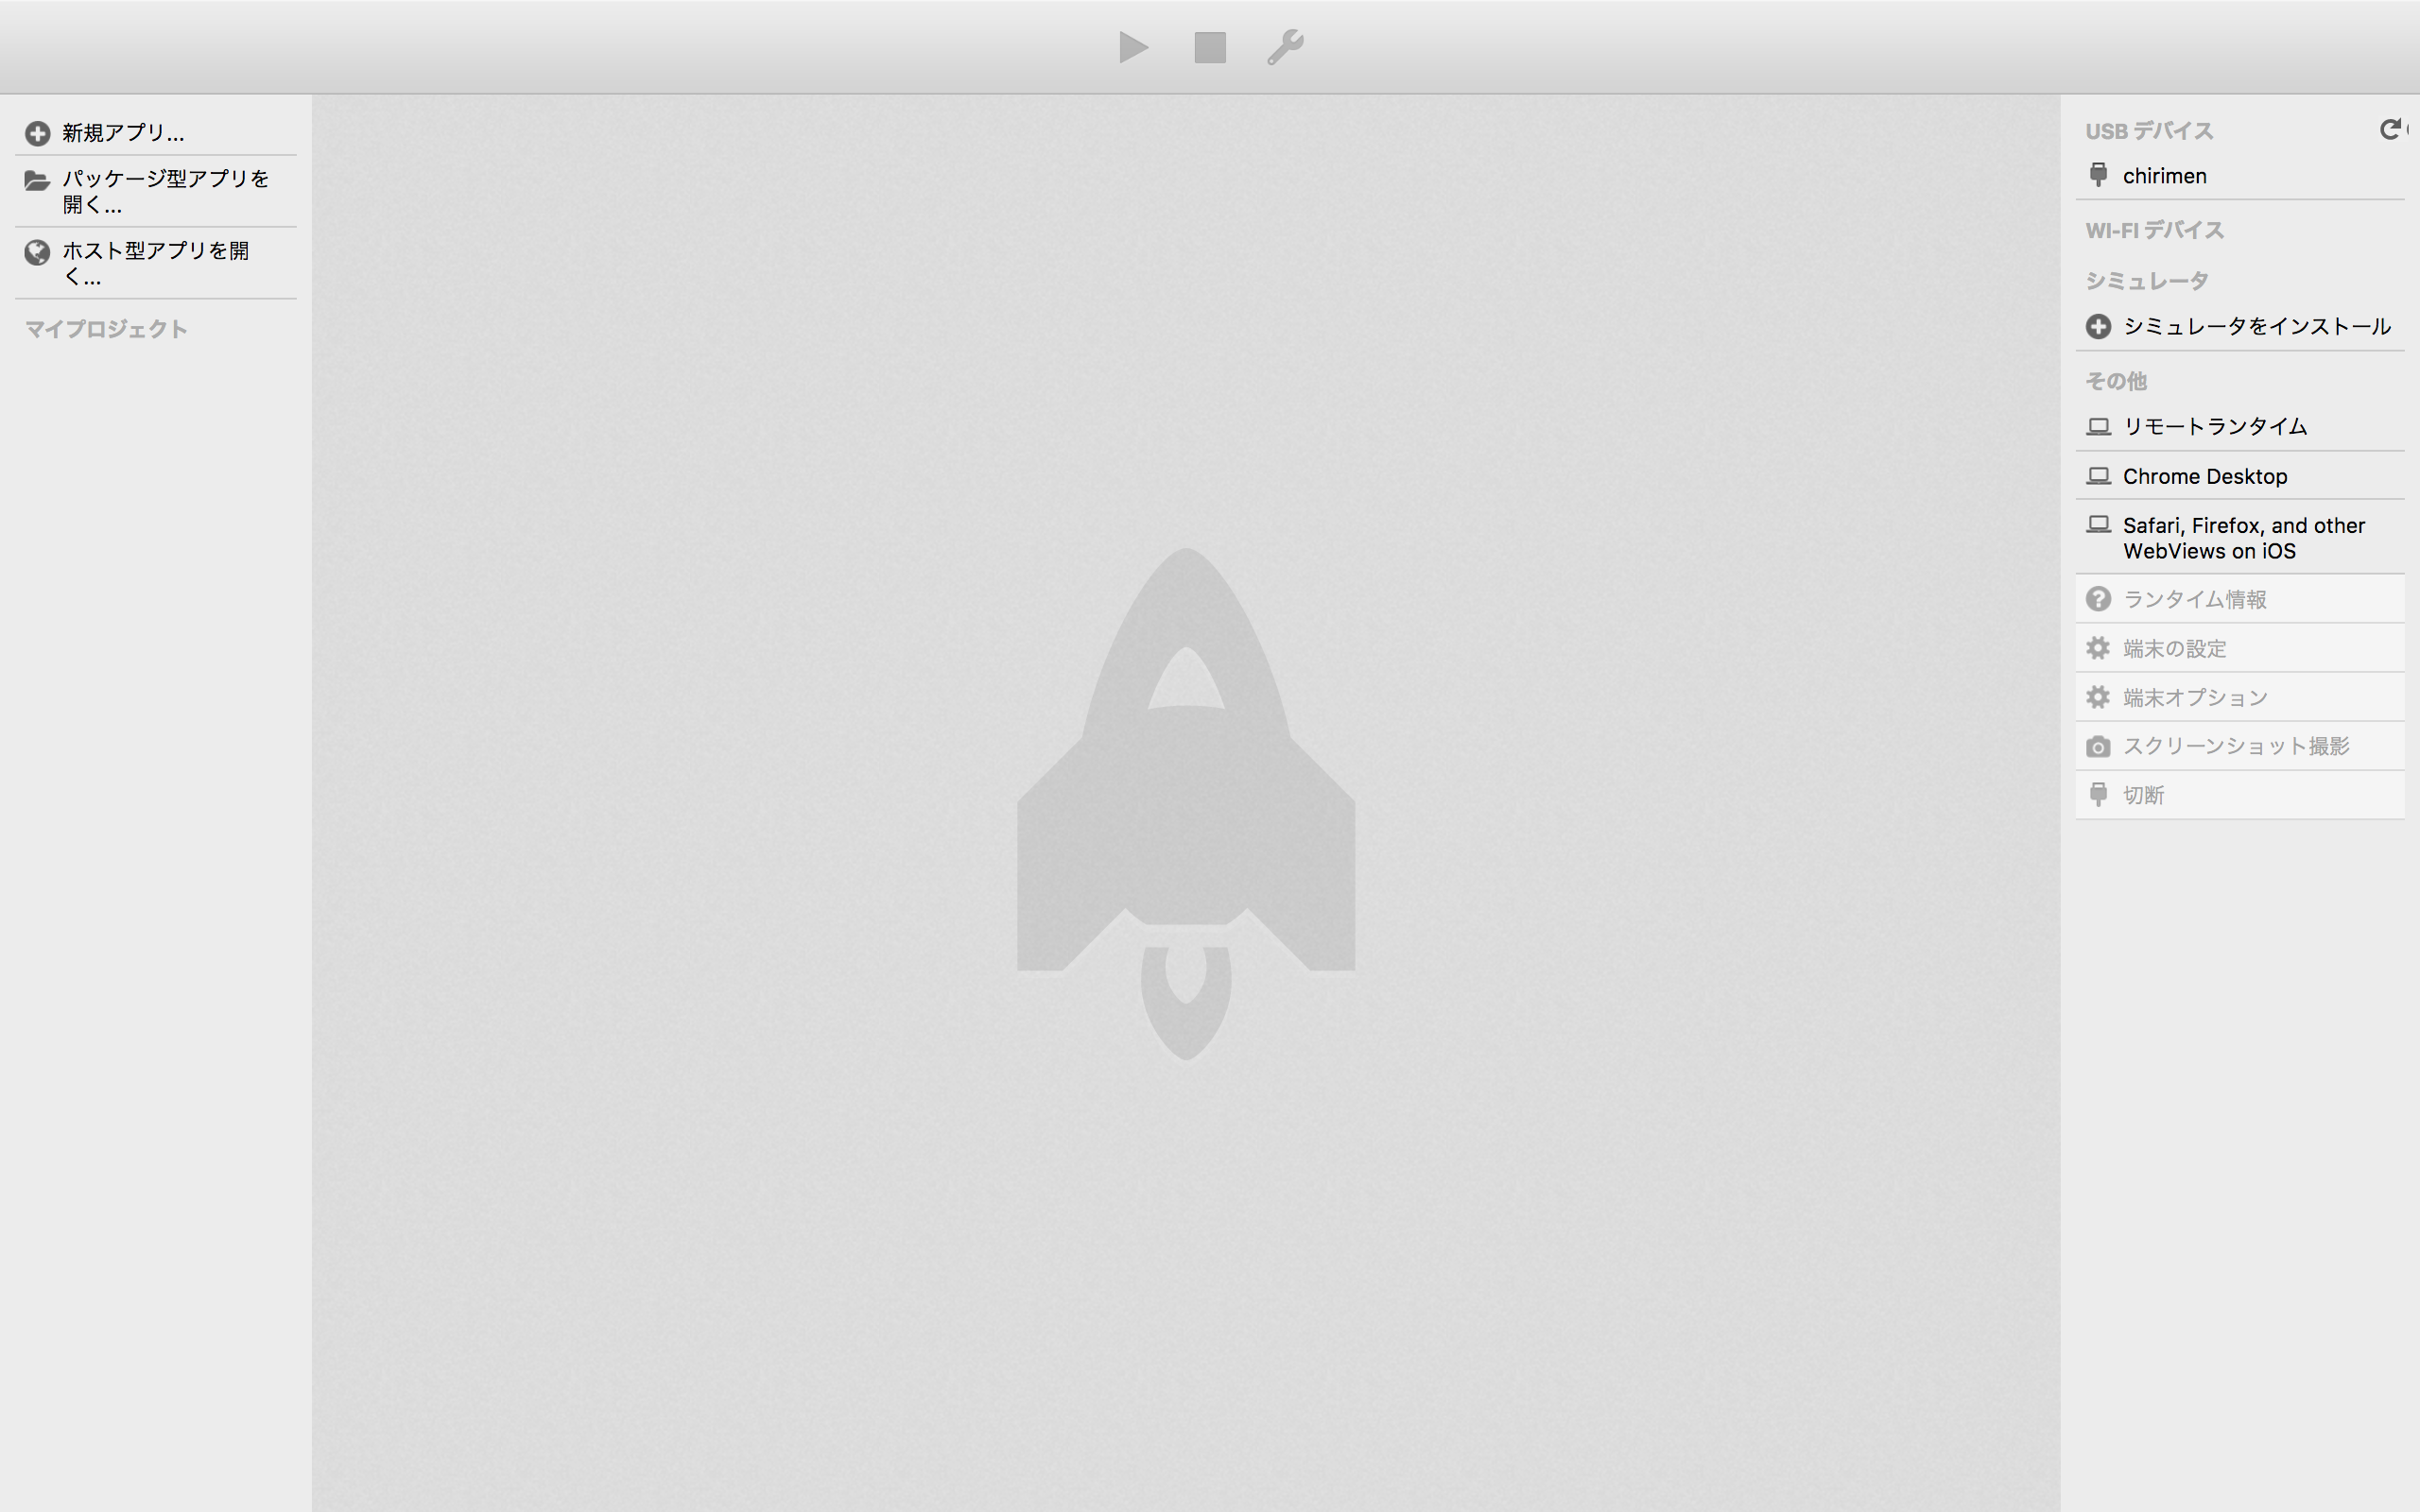 新規アプリ...
パッケージ型アプリを
開く...
ホスト型アプリを開
く...
マイプロジェクト
USB デバイス
chirimen
WI-FI デバイス
シミュレータ
シミュレータをインストール
その他
リモートランタイム
Chrome Desktop
Safari, Firefox, and other
WebViews on iOS
ランタイム情報
端末の設定
端末オプション
スクリーンショット撮影
切断